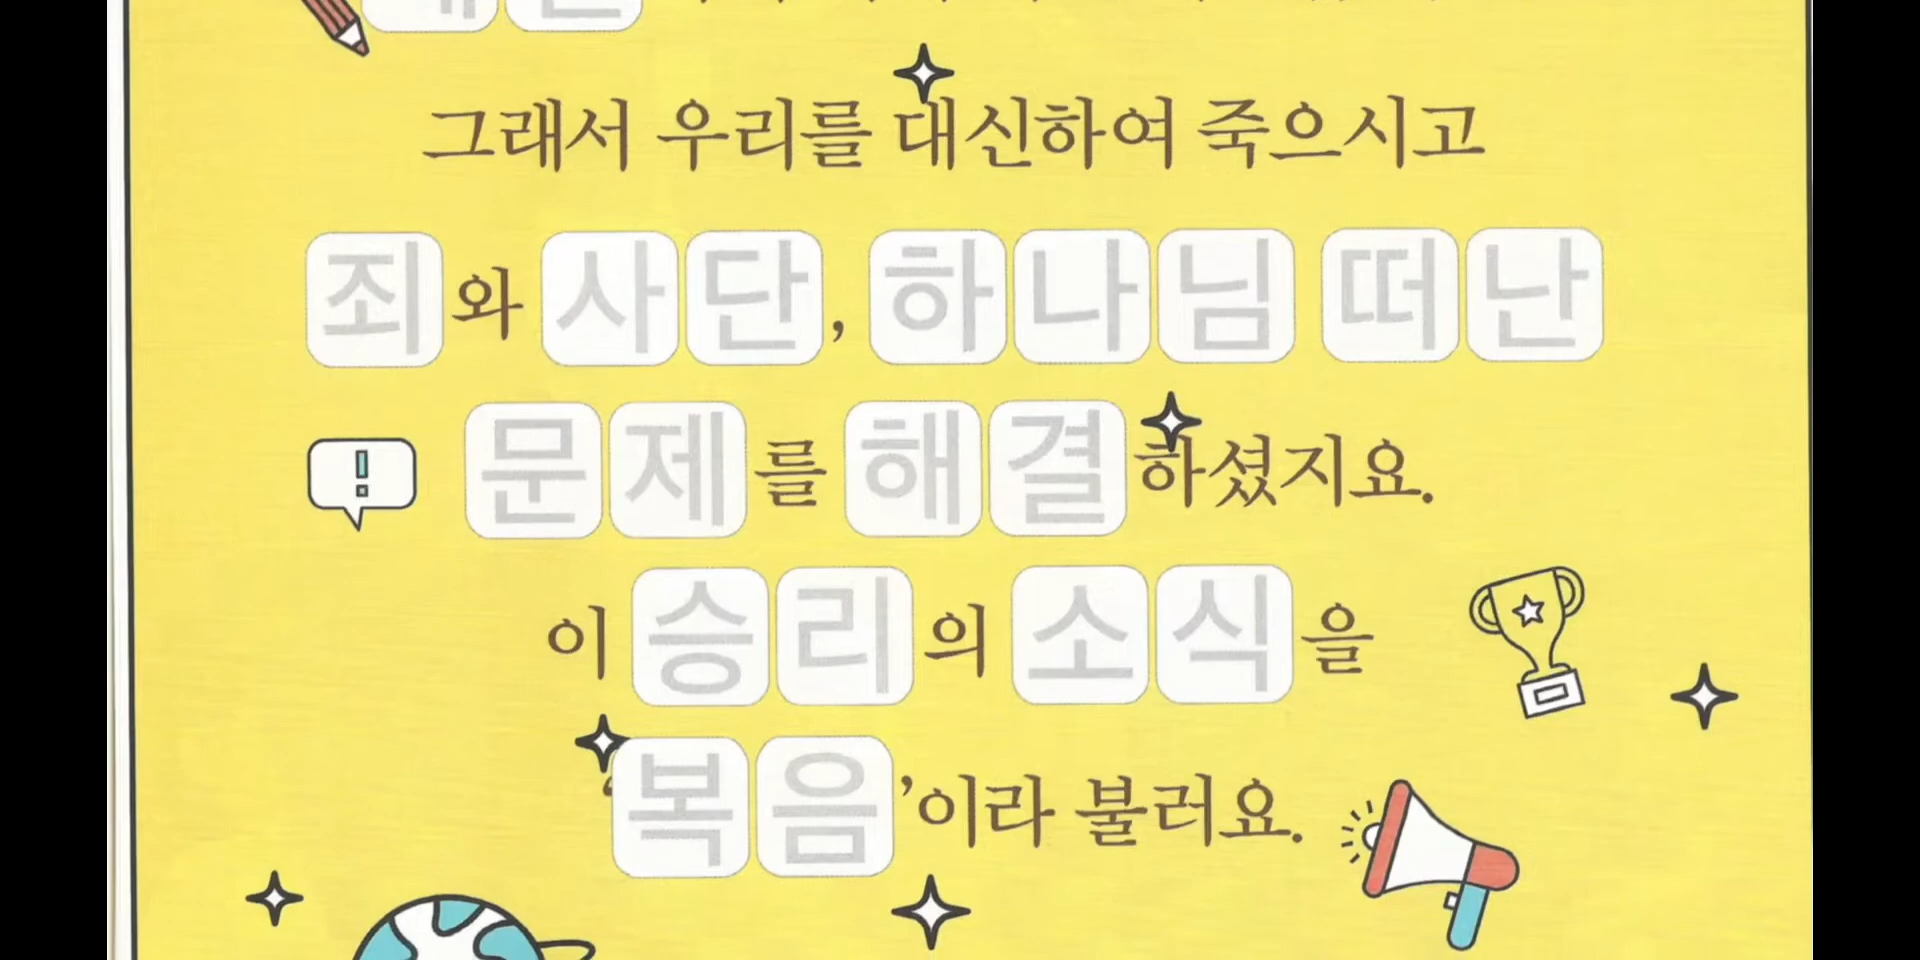 그래서 우리를 대신하여 죽으시고
죄와 사단, 하나님 떠난
문제를 해결하셨지요.
!
이 승리의 소식을
‘복음’이라 불러요.